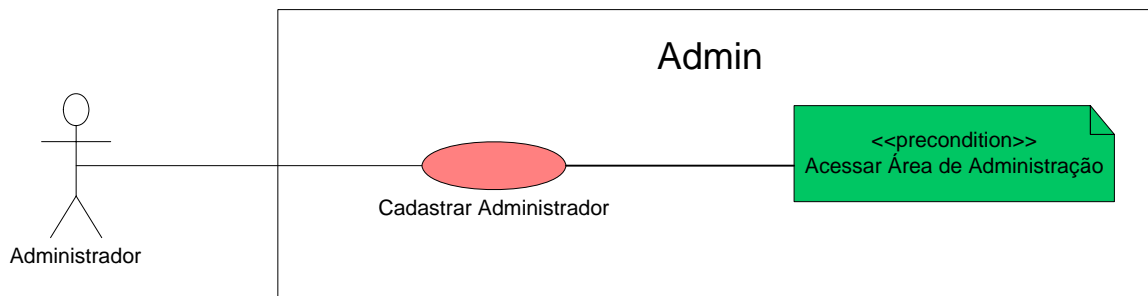 Admin
<<precondition>>
Acessar Área de Administração
Cadastrar Administrador
Administrador